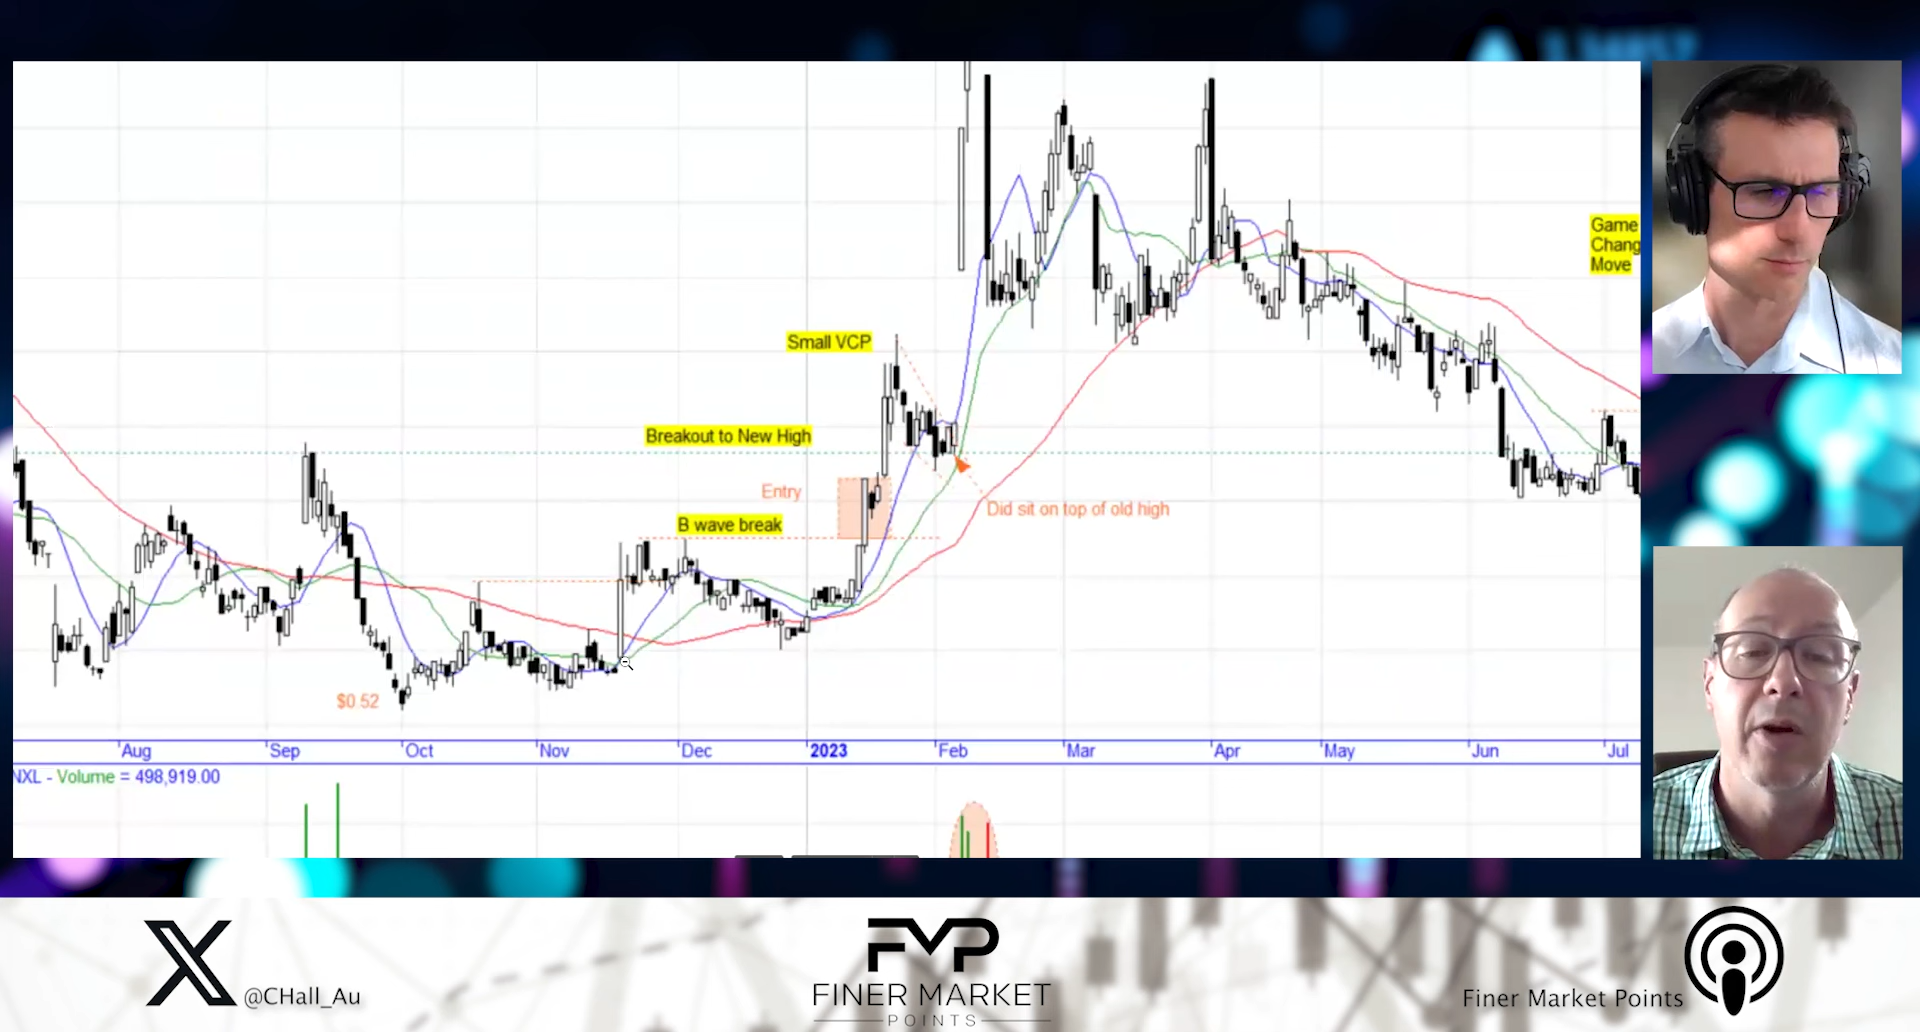 Game
Chang
Move
Small VCP
Breakout to New High
Entry
B wave break
Did sit on top of old high
$0.52
Aug Sep Oct Nov Dec 2023 Feb Mar Apr May Jun Jul
NXL - Volume = 498,919.00
@CHall_Au
FMP
FINER MARKET
POINTS
Finer Market Points